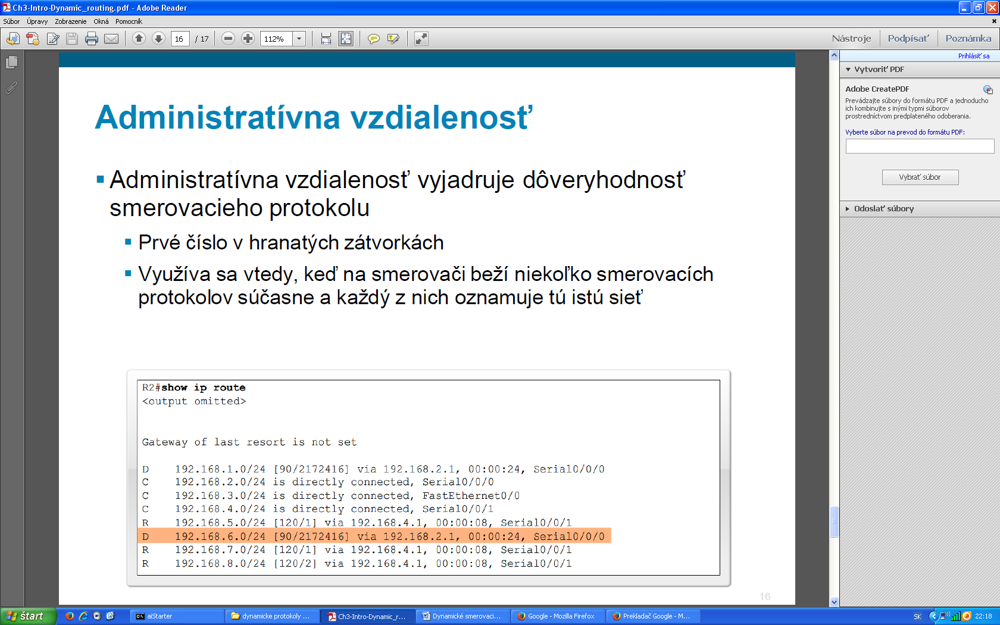 Ch3-Intro-Dynamic_routing.pdf - Adobe Reader
Súbor Úpravy Zobrazenie Okná Pomocník
16 / 17 112% Nástroje Podpísať Poznámka
Prihlásiť sa
Vytvoriť PDF
Adobe CreatePDF
Prevádzajte súbory do formátu PDF a jednoducho
ich kombinujte s inými typmi súborov
prostredníctvom predplateného odoberania.
Vyberte súbor na prevod do formátu PDF:
Vybrať súbor
Odoslať súbory
Administratívna vzdialenosť
Administratívna vzdialenosť vyjadruje dôveryhodnosť
smerovacieho protokolu
Prvé číslo v hranatých zátvorkách
Využíva sa vtedy, keď na smerovači beží niekoľko smerovacích
protokolov súčasne a každý z nich oznamuje tú istú sieť
R2#show ip route
<output omitted>
Gateway of last resort is not set
D 192.168.1.0/24 [90/2172416] via 192.168.2.1, 00:00:24, Serial0/0/0
C 192.168.2.0/24 is directly connected, Serial0/0/0
C 192.168.3.0/24 is directly connected, FastEthernet0/0
C 192.168.4.0/24 is directly connected, Serial0/0/1
R 192.168.5.0/24 [120/1] via 192.168.4.1, 00:00:08, Serial0/0/1
D 192.168.6.0/24 [90/2172416] via 192.168.2.1, 00:00:24, Serial0/0/0
R 192.168.7.0/24 [120/1] via 192.168.4.1, 00:00:08, Serial0/0/1
R 192.168.8.0/24 [120/2] via 192.168.4.1, 00:00:08, Serial0/0/1
16
štart aiStarter dynamicke protokoly ... Ch3-Intro-Dynamic_r... Dynamické smerovaci... Google - Mozilla Firefox Prekladač Google - M... SK 22:18